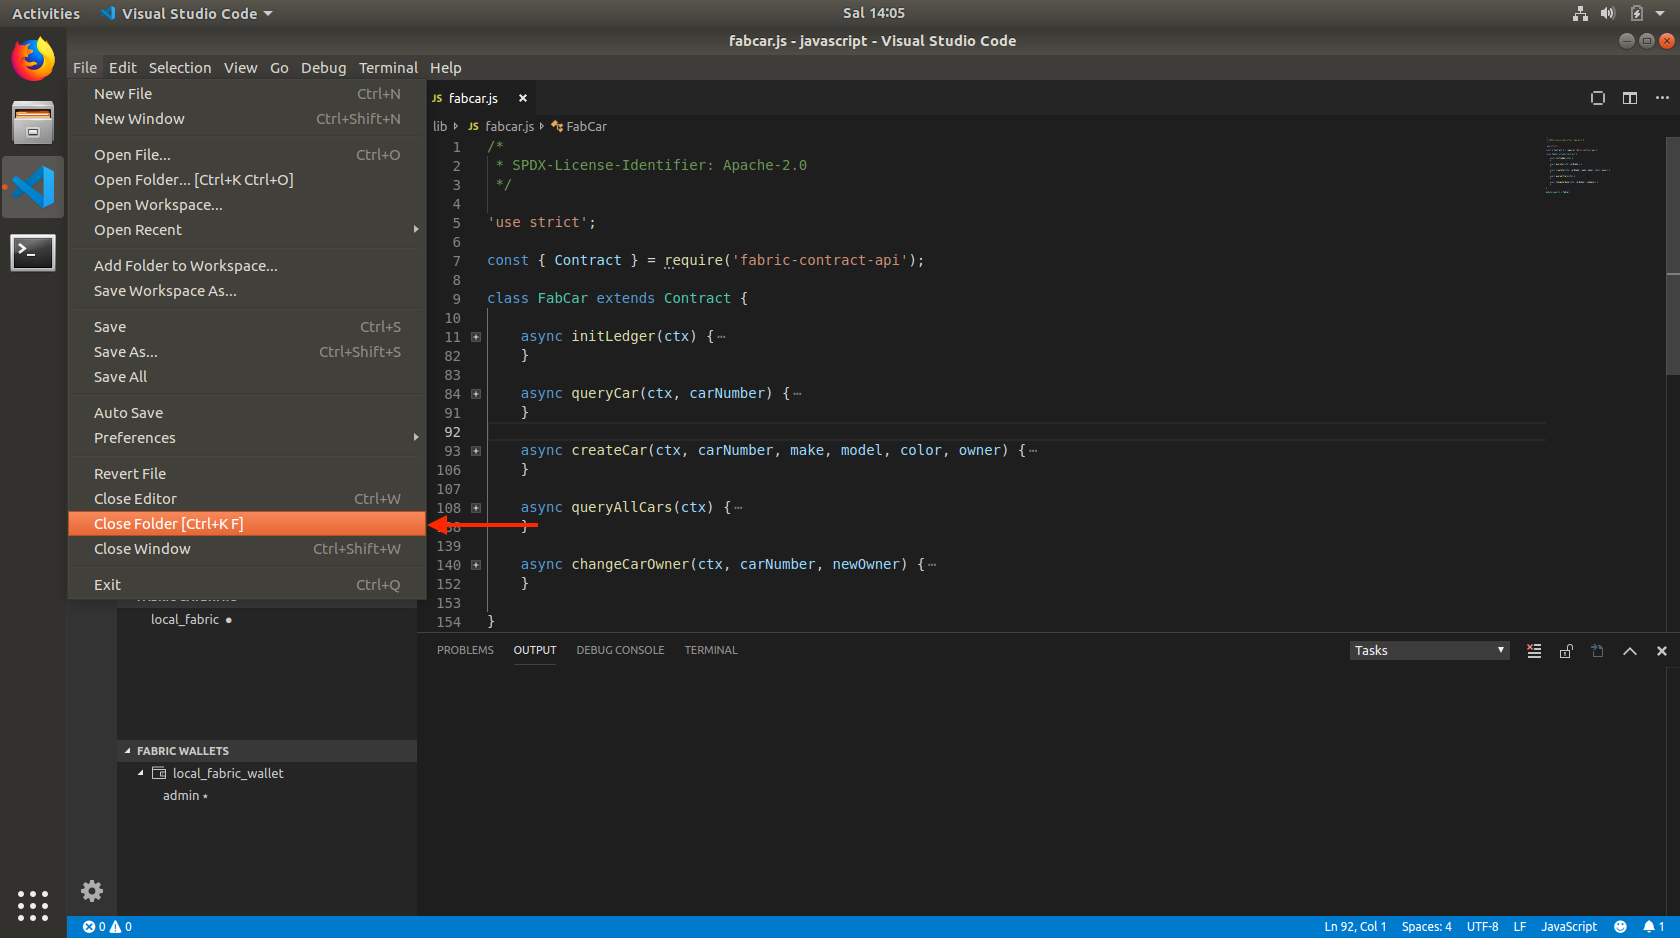 Activities
Visual Studio Code
Sal 14:05
fabcar.js - javascript - Visual Studio Code
File Edit Selection View Go Debug Terminal Help
New File Ctrl+N
New Window Ctrl+Shift+N
Open File... Ctrl+O
Open Folder... [Ctrl+K Ctrl+O]
Open Workspace...
Open Recent
Add Folder to Workspace...
Save Workspace As...
Save Ctrl+S
Save As... Ctrl+Shift+S
Save All
Auto Save
Preferences
Revert File
Close Editor Ctrl+W
Close Folder [Ctrl+K F]
Close Window Ctrl+Shift+W
Exit Ctrl+Q
local_fabric
FABRIC WALLETS
local_fabric_wallet
admin
JS fabcar.js
lib JS fabcar.js FabCar
1 /*
2  * SPDX-License-Identifier: Apache-2.0
3  */
4
5 'use strict';
6
7 const { Contract } = require('fabric-contract-api');
8
9 class FabCar extends Contract {
10
11 async initLedger(ctx) {
82 }
83
84 async queryCar(ctx, carNumber) {
91 }
92
93 async createCar(ctx, carNumber, make, model, color, owner) {
106 }
107
108 async queryAllCars(ctx) {
}
139
140 async changeCarOwner(ctx, carNumber, newOwner) {
152 }
153
154 }
PROBLEMS OUTPUT DEBUG CONSOLE TERMINAL
Tasks
0 0
Ln 92, Col 1 Spaces: 4 UTF-8 LF JavaScript 1